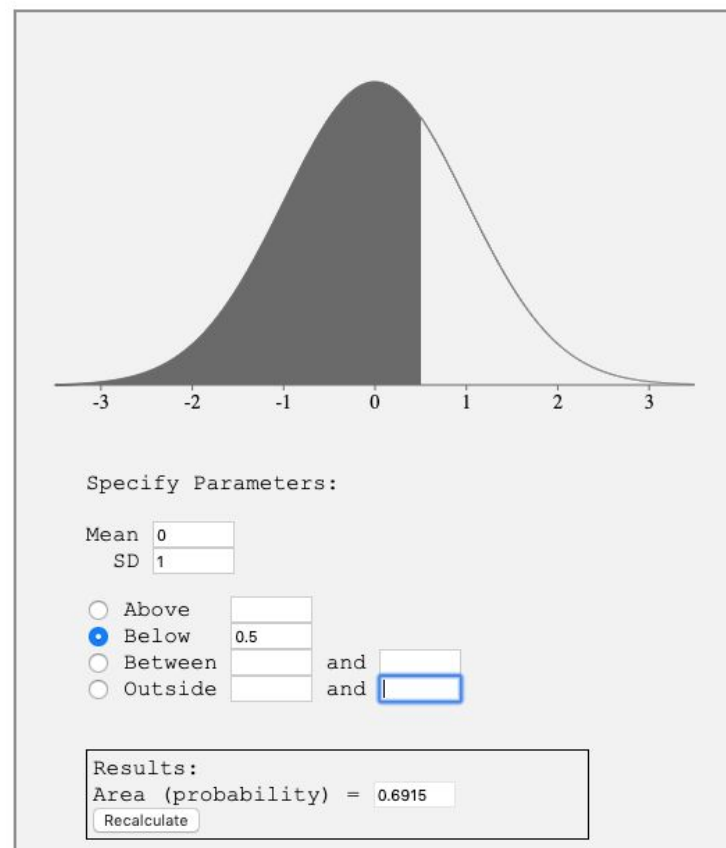 -3 -2 -1 0 1 2 3
Specify Parameters:
Mean 0
SD 1
Above
Below 0.5
Between and
Outside and
Results:
Area (probability) = 0.6915
Recalculate